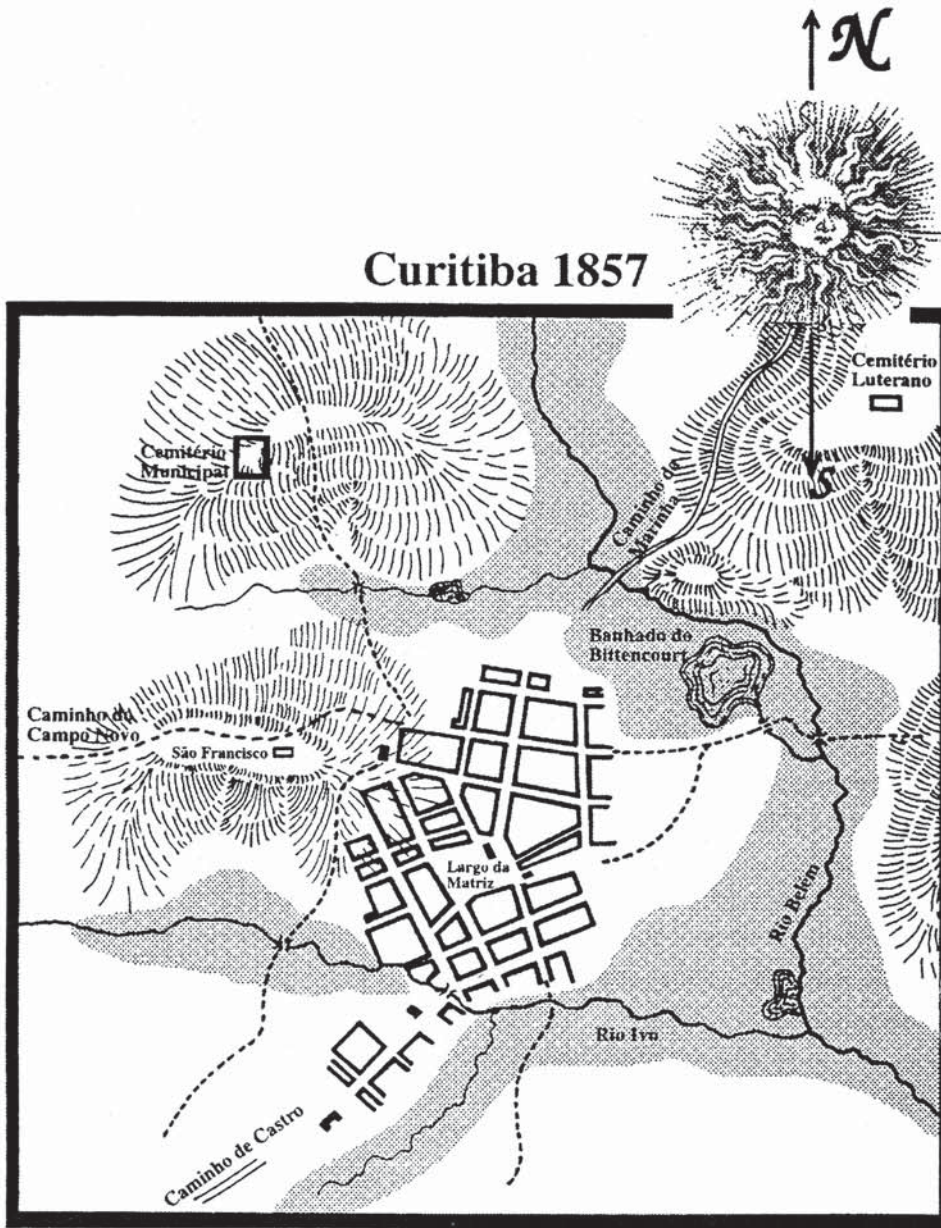 N
Curitiba 1857
Cemitério
Luterano
S
Cemitério
Municipal
Caminho de
Marinha
Banhado do
Bittencourt
Caminho do
Campo Novo
São Francisco
Largo da
Matriz
Rio Belem
Rio Ivo
Caminho de Castro